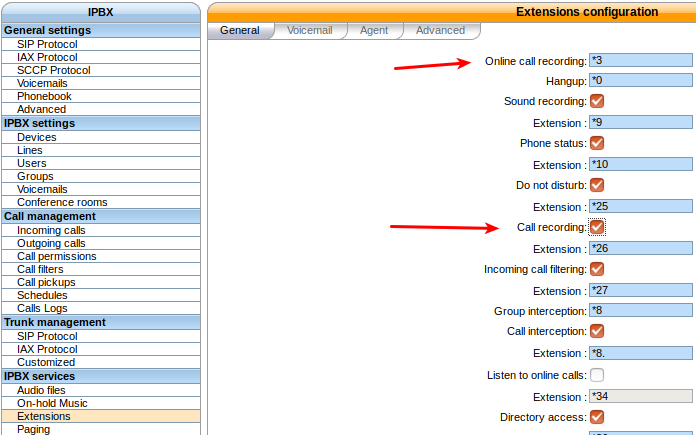 IPBX
General settings
SIP Protocol
IAX Protocol
SCCP Protocol
Voicemails
Phonebook
Advanced
IPBX settings
Devices
Lines
Users
Groups
Voicemails
Conference rooms
Call management
Incoming calls
Outgoing calls
Call permissions
Call filters
Call pickups
Schedules
Calls Logs
Trunk management
SIP Protocol
IAX Protocol
Customized
IPBX services
Audio files
On-hold Music
Extensions
Paging
Extensions configuration
General Voicemail Agent Advanced
Online call recording: *3
Hangup: *0
Sound recording:
Extension : *9
Phone status:
Extension : *10
Do not disturb:
Extension : *25
Call recording:
Extension : *26
Incoming call filtering:
Extension : *27
Group interception: *8
Call interception:
Extension : *8.
Listen to online calls:
Extension : *34
Directory access: